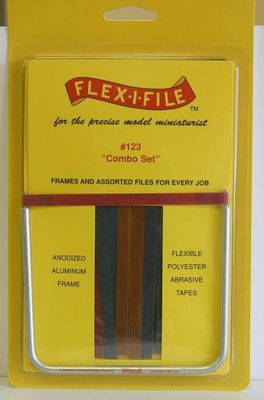 FLEX-I-FILE
TM
for the precise model miniaturist
#123
"Combo Set"
FRAMES AND ASSORTED FILES FOR EVERY JOB
ANODIZED
ALUMINUM
FRAME
FLEXIBLE
POLYESTER
ABRASIVE
TAPES